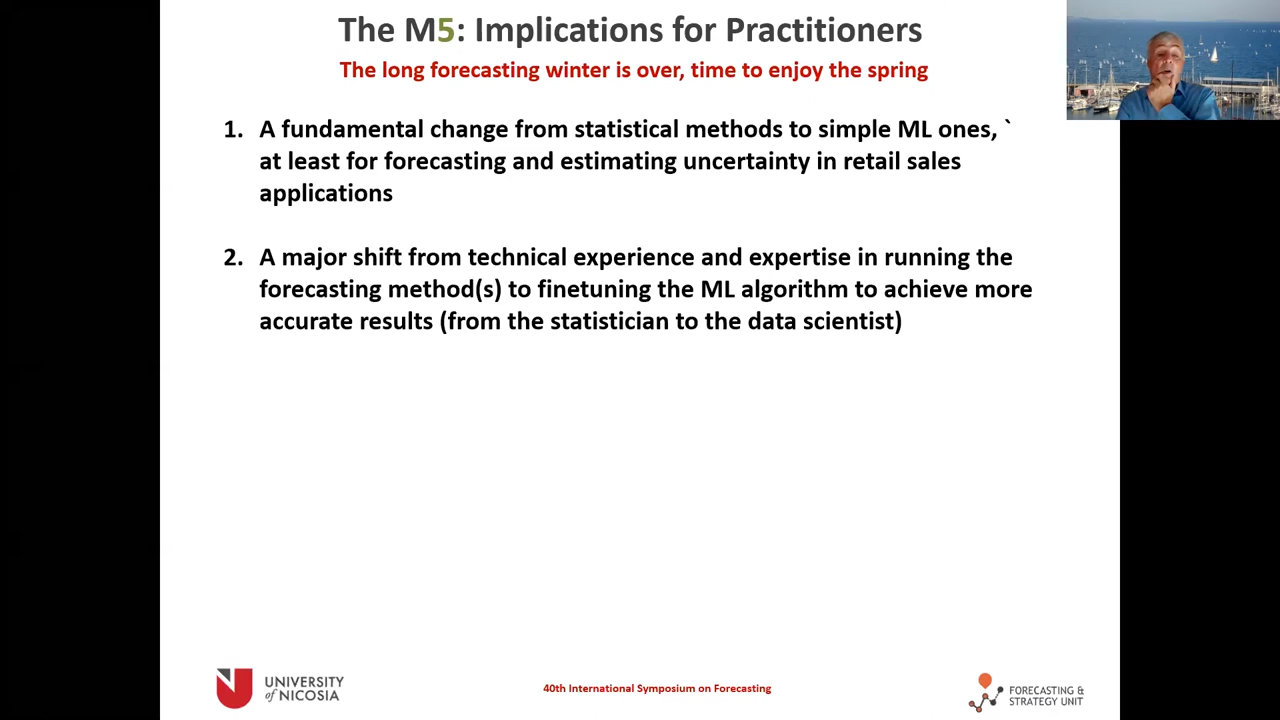 The M5: Implications for Practitioners
The long forecasting winter is over, time to enjoy the spring
1. A fundamental change from statistical methods to simple ML ones, `
at least for forecasting and estimating uncertainty in retail sales
applications
2. A major shift from technical experience and expertise in running the
forecasting method(s) to finetuning the ML algorithm to achieve more
accurate results (from the statistician to the data scientist)
UNIVERSITY
of NICOSIA
40th International Symposium on Forecasting
FORECASTING &
STRATEGY UNIT